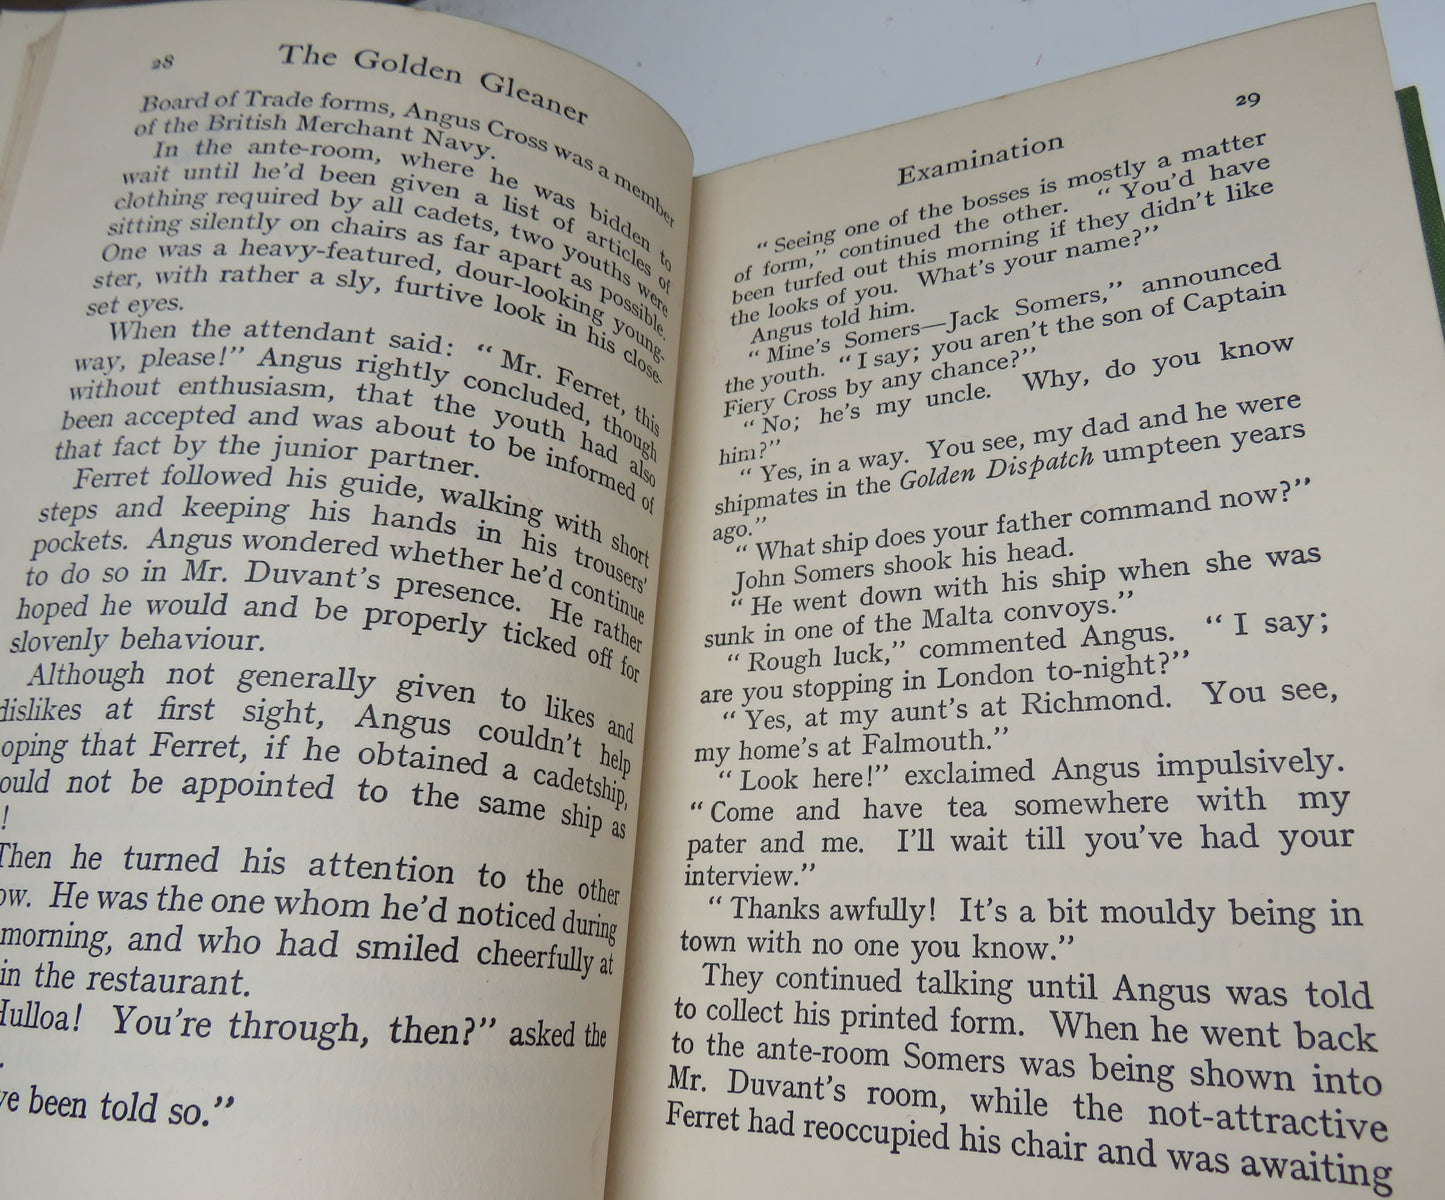 28
The Golden Gleaner
Board of Trade forms, Angus Cross was a member
of the British Merchant Navy.
In the ante-room, where he was bidden to
wait until he'd been given a list of articles of
clothing required by all cadets, two youths were
sitting silently on chairs as far apart as possible.
One was a heavy-featured, dour-looking young-
ster, with rather a sly, furtive look in his close-
set eyes.
When the attendant said: “Mr. Ferret, this
way, please!” Angus rightly concluded, though
without enthusiasm, that the youth had also
been accepted and was about to be informed of
that fact by the junior partner.
Ferret followed his guide, walking with short
steps and keeping his hands in his trousers'
pockets. Angus wondered whether he'd continue
to do so in Mr. Duvant's presence. He rather
hoped he would and be properly ticked off for
slovenly behaviour.
Although not generally given to likes and
dislikes at first sight, Angus couldn't help
oping that Ferret, if he obtained a cadetship,
ould not be appointed to the same ship as
!
Then he turned his attention to the other
ow. He was the one whom he'd noticed during
morning, and who had smiled cheerfully at
in the restaurant.
Hulloa! You're through, then?” asked the
.
ve been told so.”
29
Examination
“Seeing one of the bosses is mostly a matter
of form,” continued the other. “You'd have
been turfed out this morning if they didn't like
the looks of you. What's your name?”
Angus told him.
“Mine's Somers—Jack Somers,” announced
the youth. “I say; you aren't the son of Captain
Fiery Cross by any chance?”
“No; he's my uncle. Why, do you know
him?”
“Yes, in a way. You see, my dad and he were
shipmates in the Golden Dispatch umpteen years
ago.”
“What ship does your father command now?”
John Somers shook his head.
“He went down with his ship when she was
sunk in one of the Malta convoys.”
“Rough luck,” commented Angus. “I say;
are you stopping in London to-night?”
“Yes, at my aunt's at Richmond. You see,
my home's at Falmouth.”
“Look here!” exclaimed Angus impulsively.
“Come and have tea somewhere with my
pater and me. I'll wait till you've had your
interview.”
“Thanks awfully! It's a bit mouldy being in
town with no one you know.”
They continued talking until Angus was told
to collect his printed form. When he went back
to the ante-room Somers was being shown into
Mr. Duvant's room, while the not-attractive
Ferret had reoccupied his chair and was awaiting